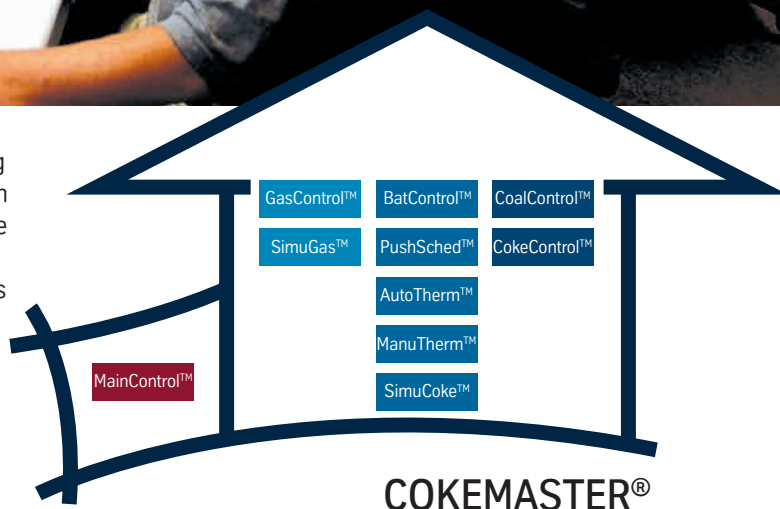 GasControl™ BatControl™ CoalControl™
SimuGas™ PushSched™ CokeControl™
AutoTherm™
ManuTherm™
MainControl™
SimuCoke™
COKEMASTER®